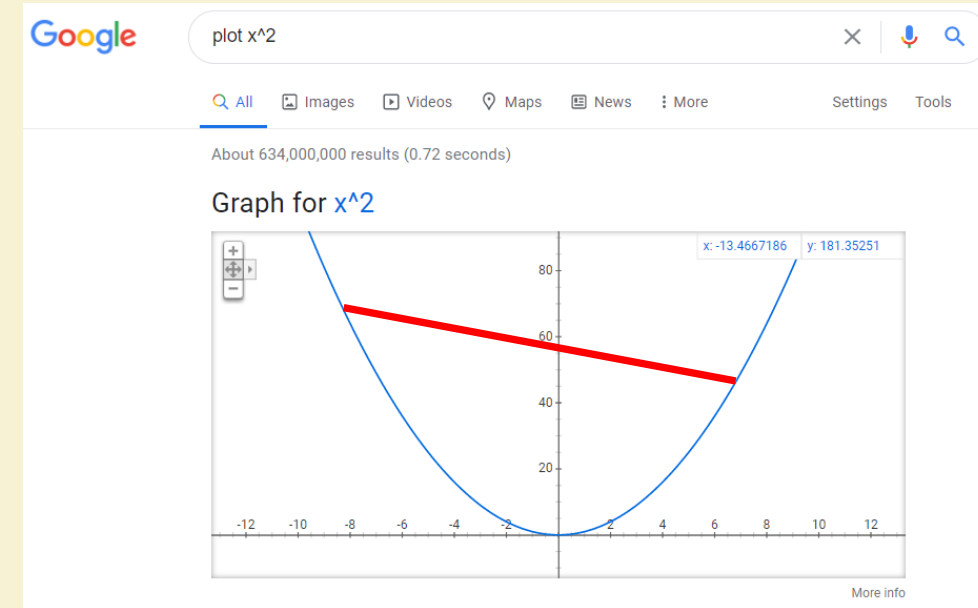 Google
plot x^2
All Images Videos Maps News More Settings Tools
About 634,000,000 results (0.72 seconds)
Graph for x^2
x: -13.4667186 y: 181.35251
80
60
40
20
-12 -10 -8 -6 -4 -2 2 4 6 8 10 12
More info